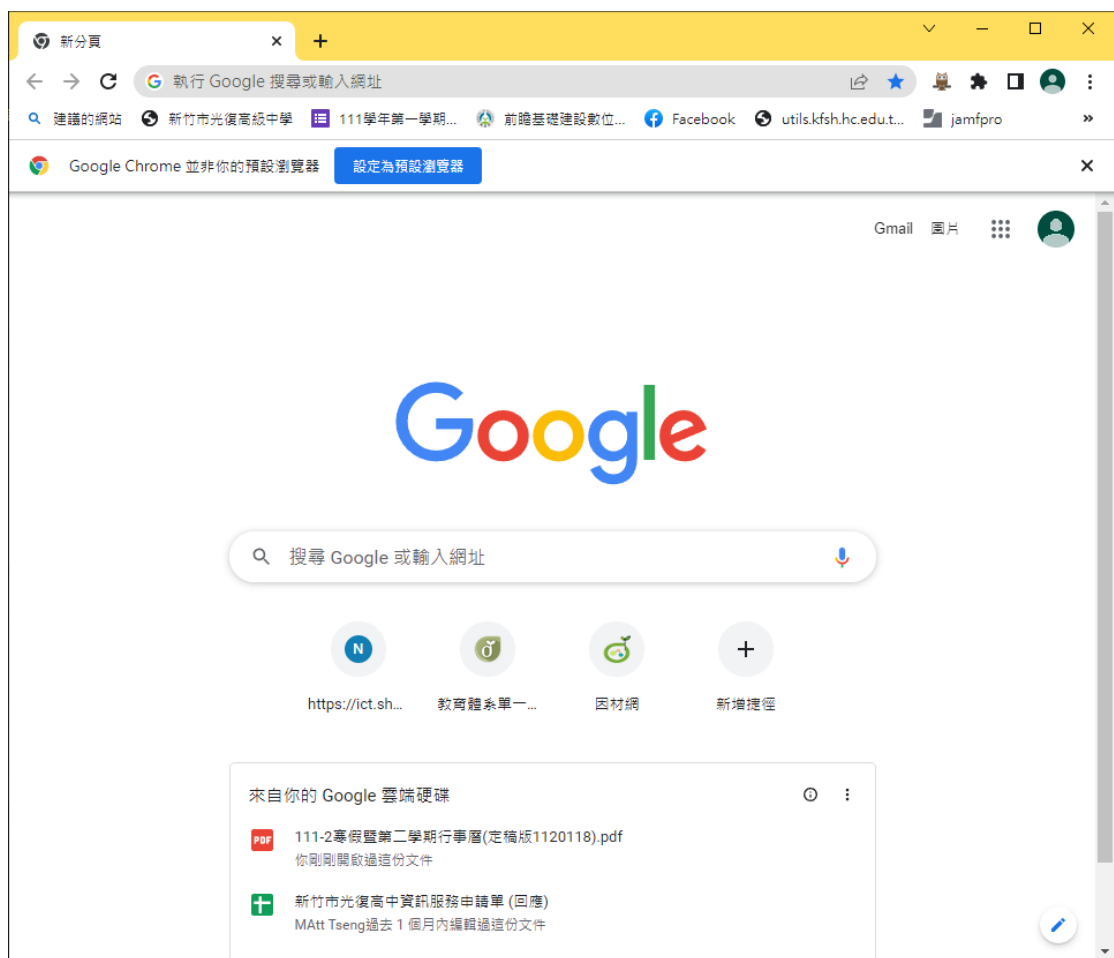 新分頁
執行 Google 搜尋或輸入網址
建議的網站 新竹市光復高級中學 111學年第一學期... 前瞻基礎建設數位... Facebook utils.kfsh.hc.edu.t... jamfpro »
Google Chrome 並非你的預設瀏覽器 設定為預設瀏覽器
Gmail 圖片
Google
搜尋 Google 或輸入網址
N
https://ict.sh... 教育體系單一-... 因材網 新增捷徑
來自你的 Google 雲端硬碟
PDF 111-2寒假暨第二學期行事曆(定稿版1120118).pdf
你剛剛開啟過這份文件
新竹市光復高中資訊服務申請單 (回應)
MAtt Tseng過去 1 個月內編輯過這份文件